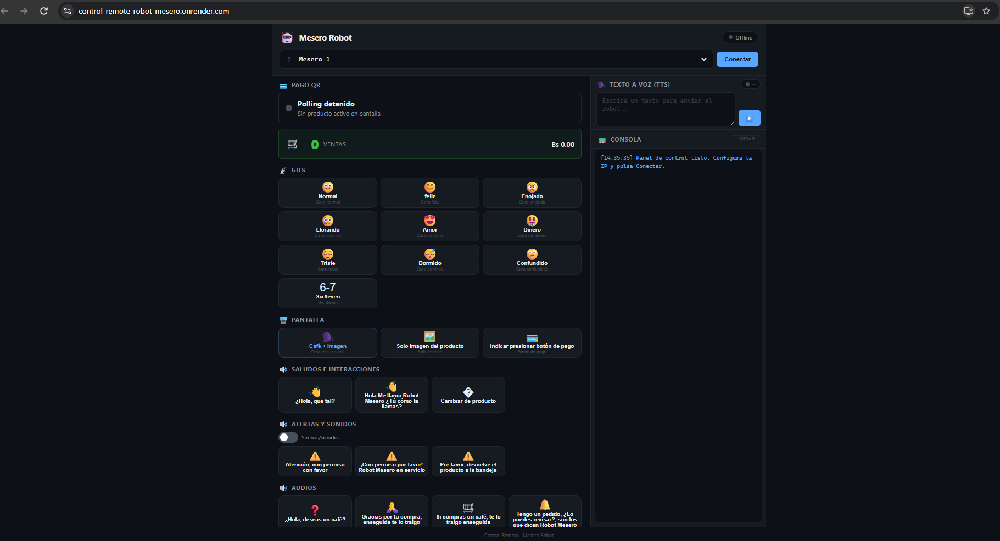 control-remote-robot-mesero.onrender.com
Mesero Robot
Offline
Mesero 1
Conectar
PAGO QR
Polling detenido
Sin producto activo en pantalla
0 VENTAS
Bs 0.00
GIFS
Normal
Cara normal
feliz
Cara feliz
Enojado
Cara enojada
Llorando
Cara llorando
Amor
Cara de amor
Dinero
Cara de dinero
Triste
Cara triste
Dormido
Cara dormida
Confundido
Cara confundida
6-7
SixSeven
Six Seven
PANTALLA
Café + imagen
Producto + audio
Solo imagen del producto
Solo imagen
Indicar presionar botón de pago
Botón de pago
SALUDOS E INTERACCIONES
¿Hola, que tal?
Hola Me llamo Robot
Mesero ¿Tú cómo te
llamas?
Cambiar de producto
ALERTAS Y SONIDOS
Sirenas/sonidos
Atención, con permiso
con favor
¡Con permiso por favor!
Robot Mesero en servicio
Por favor, devuelve el
producto a la bandeja
AUDIOS
¿Hola, deseas un café?
Gracias por tu compra,
enseguida te lo traigo
Si compras un café, te lo
traigo enseguida
Tengo un pedido, ¿Lo
puedes revisar?, son los
que dicen Robot Mesero
TEXTO A VOZ (TTS)
--
Escribe un texto para enviar al
robot...
CONSOLA
LIMPIAR
[14:35:35] Panel de control listo. Configura la
IP y pulsa Conectar.
Control Remoto · Mesero Robot